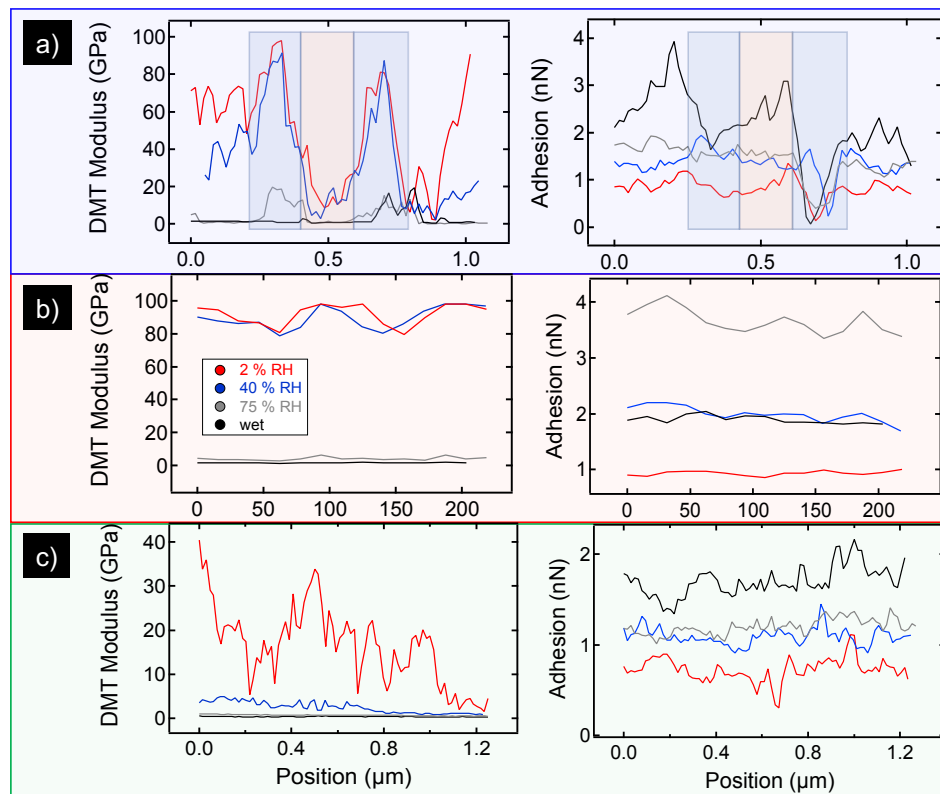 a)
DMT Modulus (GPa)
100
80
60
40
20
0
0.0 0.5 1.0
Adhesion (nN)
4
3
2
1
0
0.0 0.5 1.0
b)
DMT Modulus (GPa)
100
80
60
40
20
0
0 50 100 150 200
2 % RH
40 % RH
75 % RH
wet
Adhesion (nN)
4
3
2
1
0 50 100 150 200
c)
DMT Modulus (GPa)
40
30
20
10
0
0.0 0.4 0.8 1.2
Position (µm)
Adhesion (nN)
2
1
0
0.0 0.4 0.8 1.2
Position (µm)